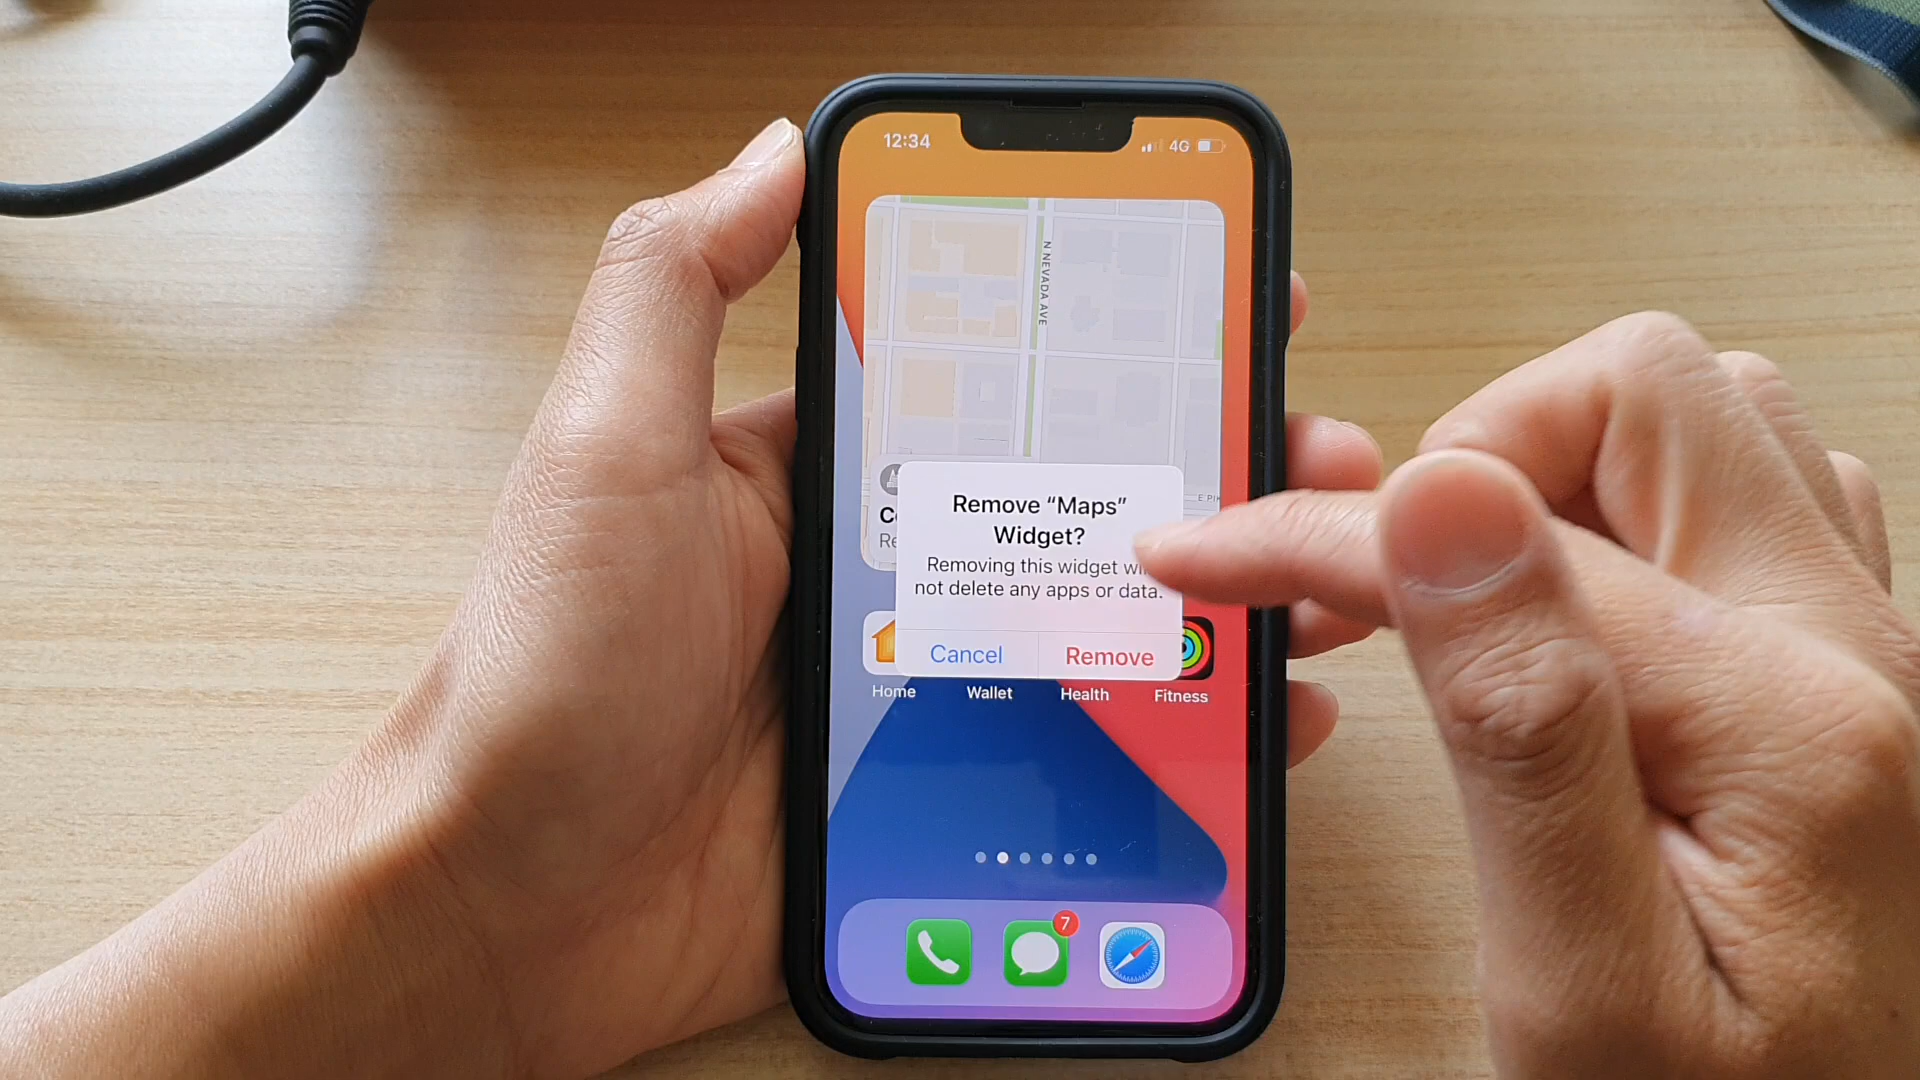 12:34
4G
N NEVADA AVE
Remove “Maps”
Widget?
Removing this widget
not delete any apps or data.
Cancel
Remove
Home
Wallet
Health
Fitness
7